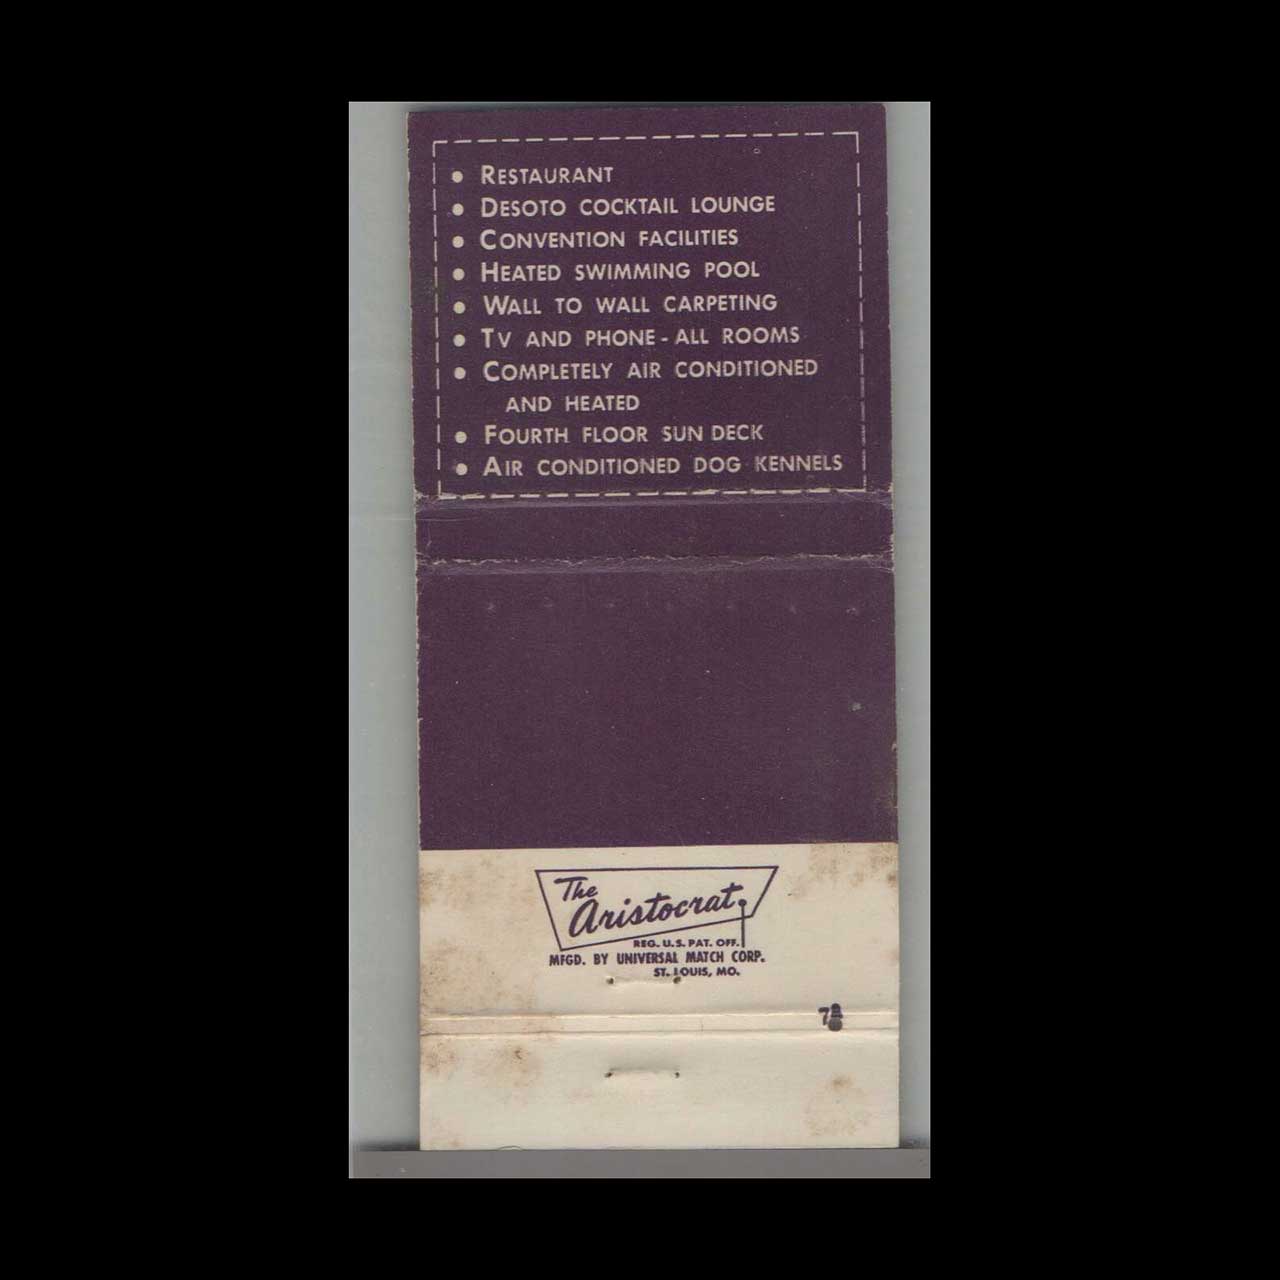 • RESTAURANT
• DESOTO COCKTAIL LOUNGE
• CONVENTION FACILITIES
• HEATED SWIMMING POOL
• WALL TO WALL CARPETING
• TV AND PHONE - ALL ROOMS
• COMPLETELY AIR CONDITIONED
AND HEATED
• FOURTH FLOOR SUN DECK
• AIR CONDITIONED DOG KENNELS
The
Aristocrat
REG. U.S. PAT. OFF.
MFGD. BY UNIVERSAL MATCH CORP.
ST. LOUIS, MO.